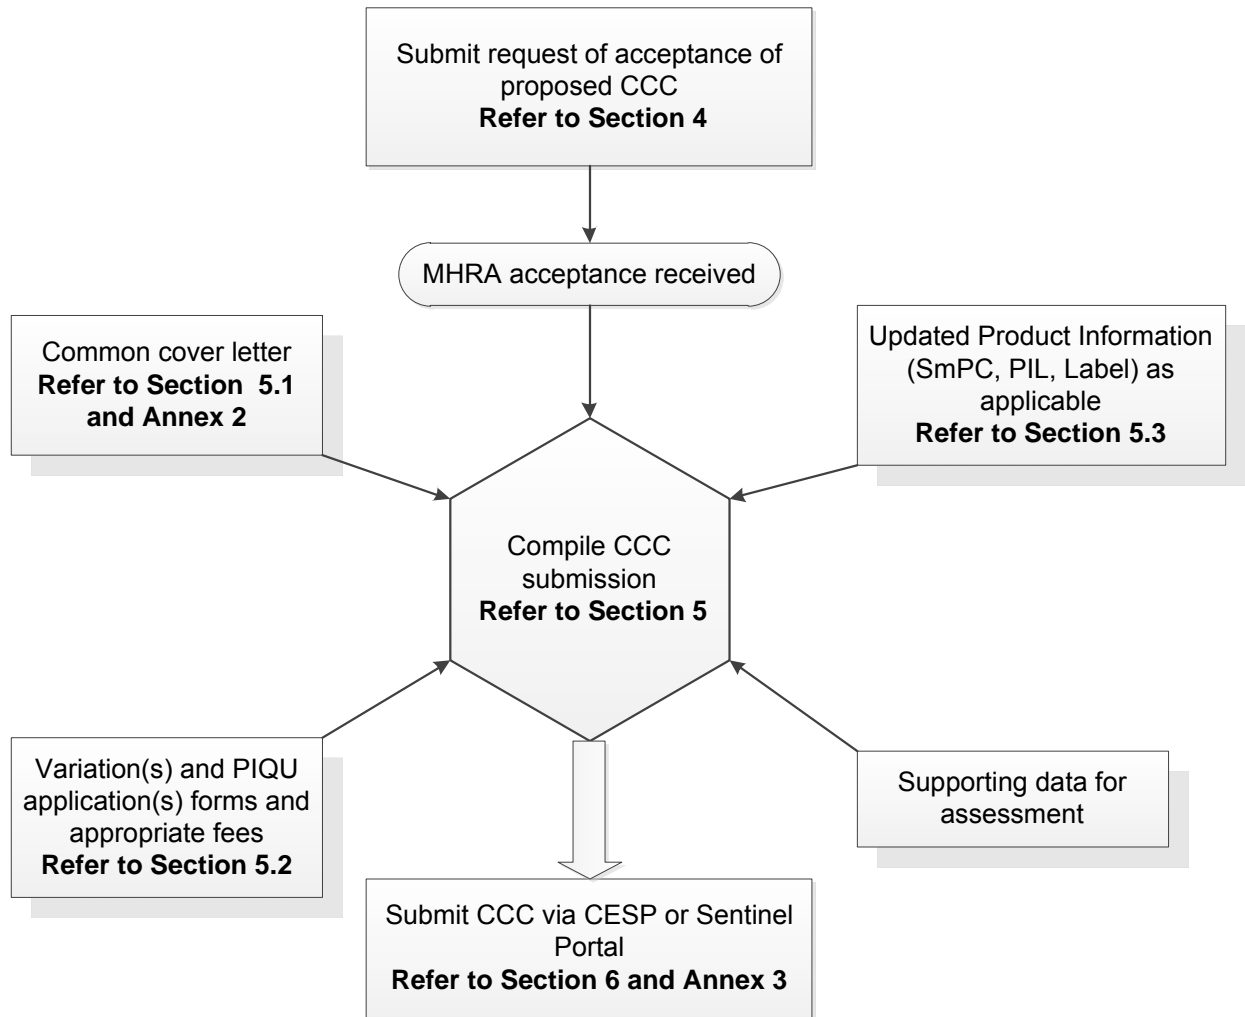 Submit request of acceptance of
proposed CCC
Refer to Section 4
MHRA acceptance received
Common cover letter
Refer to Section  5.1
and Annex 2
Updated Product Information
(SmPC, PIL, Label) as
applicable
Refer to Section 5.3
Compile CCC
submission
Refer to Section 5
Variation(s) and PIQU
application(s) forms and
appropriate fees
Refer to Section 5.2
Supporting data for
assessment
Submit CCC via CESP or Sentinel
Portal
Refer to Section 6 and Annex 3